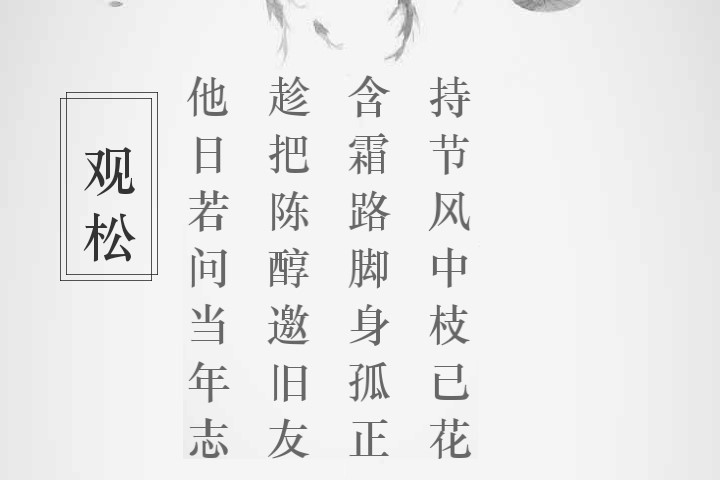 观松
他日若问当年志
趁把陈醇邀旧友
含霜路脚身孤正
持节风中枝已花